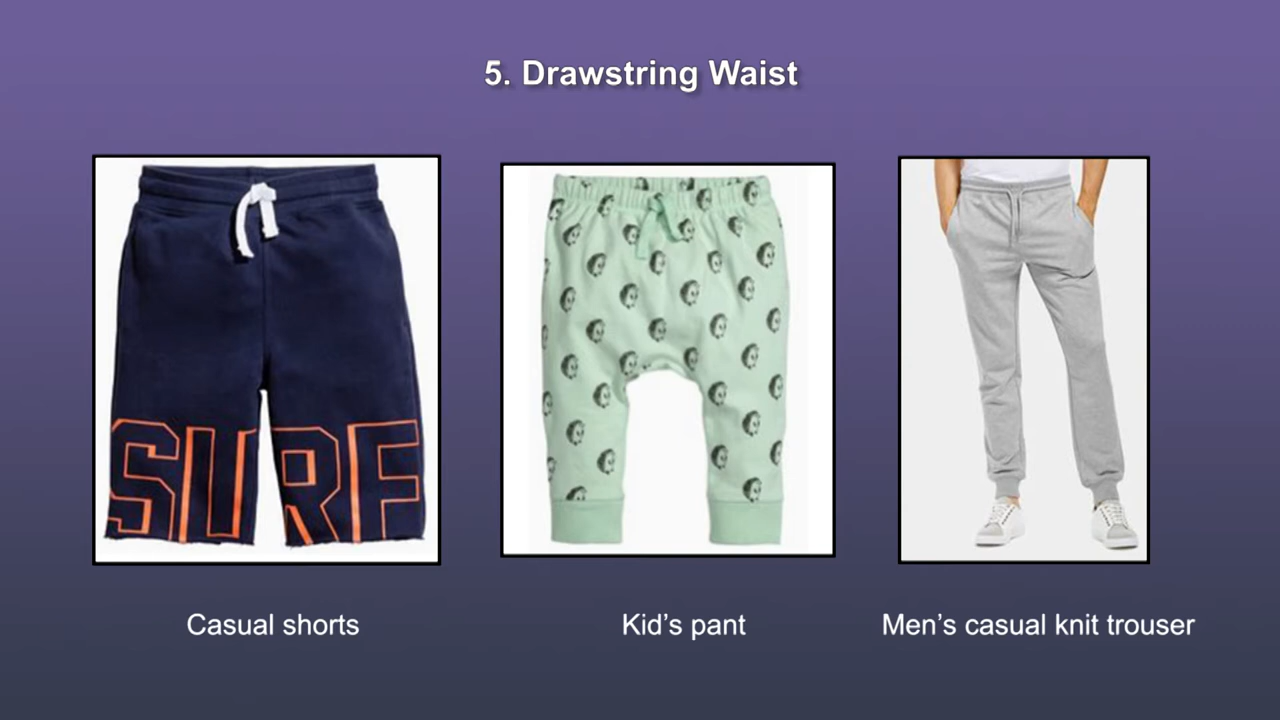 5. Drawstring Waist
SURF
Casual shorts
Kid’s pant
Men’s casual knit trouser